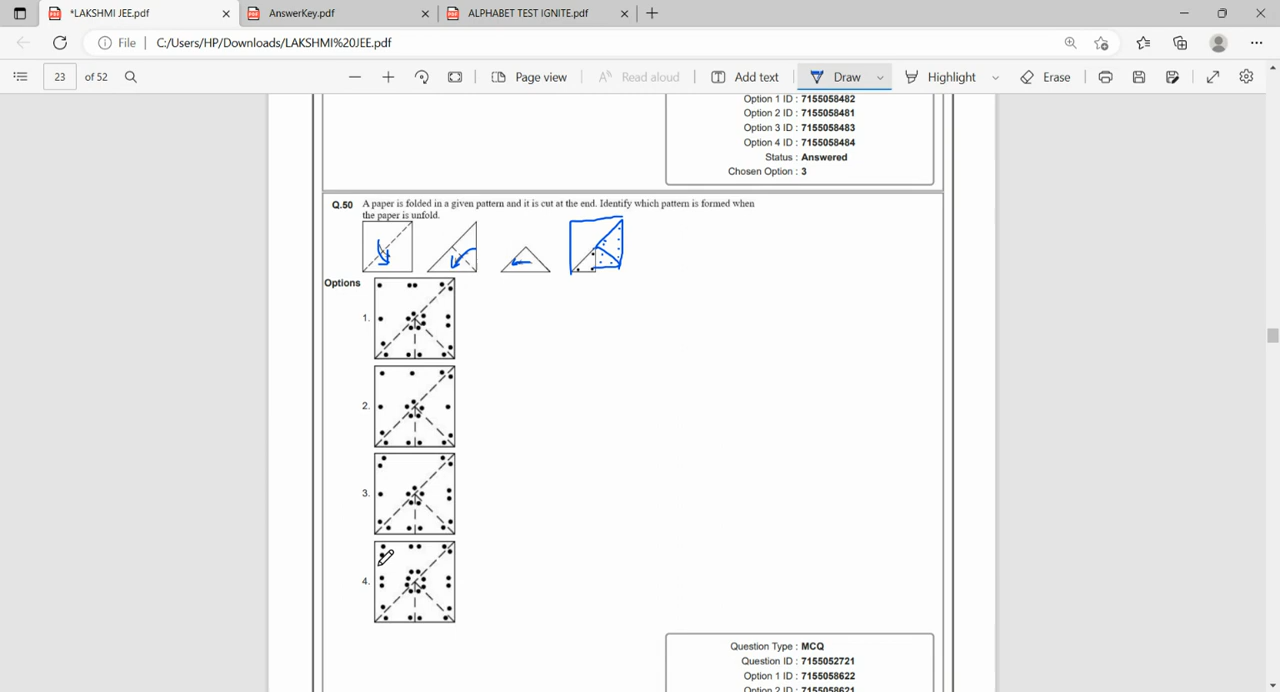 *LAKSHMI JEE.pdf
AnswerKey.pdf
ALPHABET TEST IGNITE.pdf
File
C:/Users/HP/Downloads/LAKSHMI%20JEE.pdf
23 of 52
Page view
Read aloud
Add text
Draw
Highlight
Erase
Option 1 ID : 7155058482
Option 2 ID : 7155058481
Option 3 ID : 7155058483
Option 4 ID : 7155058484
Status : Answered
Chosen Option : 3
Q.50 A paper is folded in a given pattern and it is cut at the end. Identify which pattern is formed when
the paper is unfold.
Options
1.
2.
3.
4.
Question Type : MCQ
Question ID : 7155052721
Option 1 ID : 7155058622
Option 2 ID : 7155058621